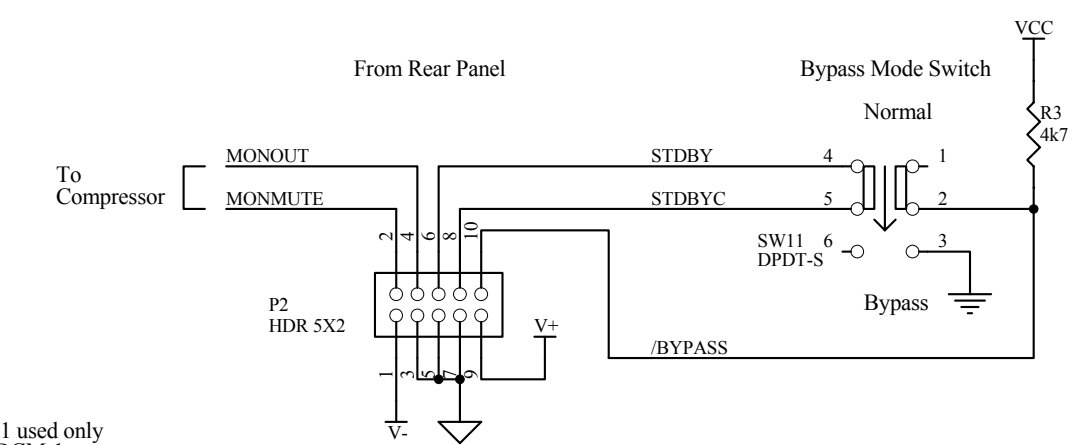 VCC
From Rear Panel
Bypass Mode Switch
Normal
R3
4k7
To
Compressor
MONOUT
MONMUTE
STDBY
STDBYC
4
1
5
2
2
4
6
8
10
SW11
DPDT-S
6
3
P2
HDR 5X2
V+
Bypass
/BYPASS
1
3
5
7
9
V-
1 used only